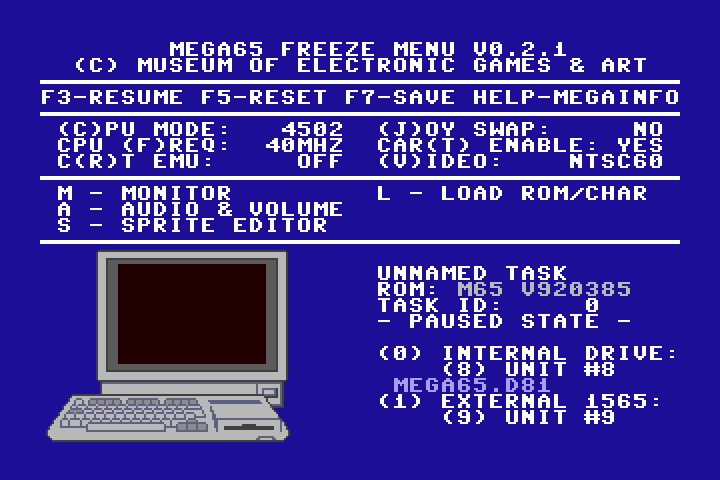 MEGA65 FREEZE MENU V0.2.1
(C) MUSEUM OF ELECTRONIC GAMES & ART
F3-RESUME F5-RESET F7-SAVE HELP-MEGAINFO
(C)PU MODE: 4502 (J)OY SWAP: NO
CPU (F)REQ: 40MHZ CAR(T) ENABLE: YES
C(R)T EMU: OFF (V)IDEO: NTSC60
M - MONITOR L - LOAD ROM/CHAR
A - AUDIO & VOLUME
S - SPRITE EDITOR
UNNAMED TASK
ROM: M65 V920385
TASK ID: 0
- PAUSED STATE -
(0) INTERNAL DRIVE:
(8) UNIT #8
MEGA65.D81
(1) EXTERNAL 1565:
(9) UNIT #9